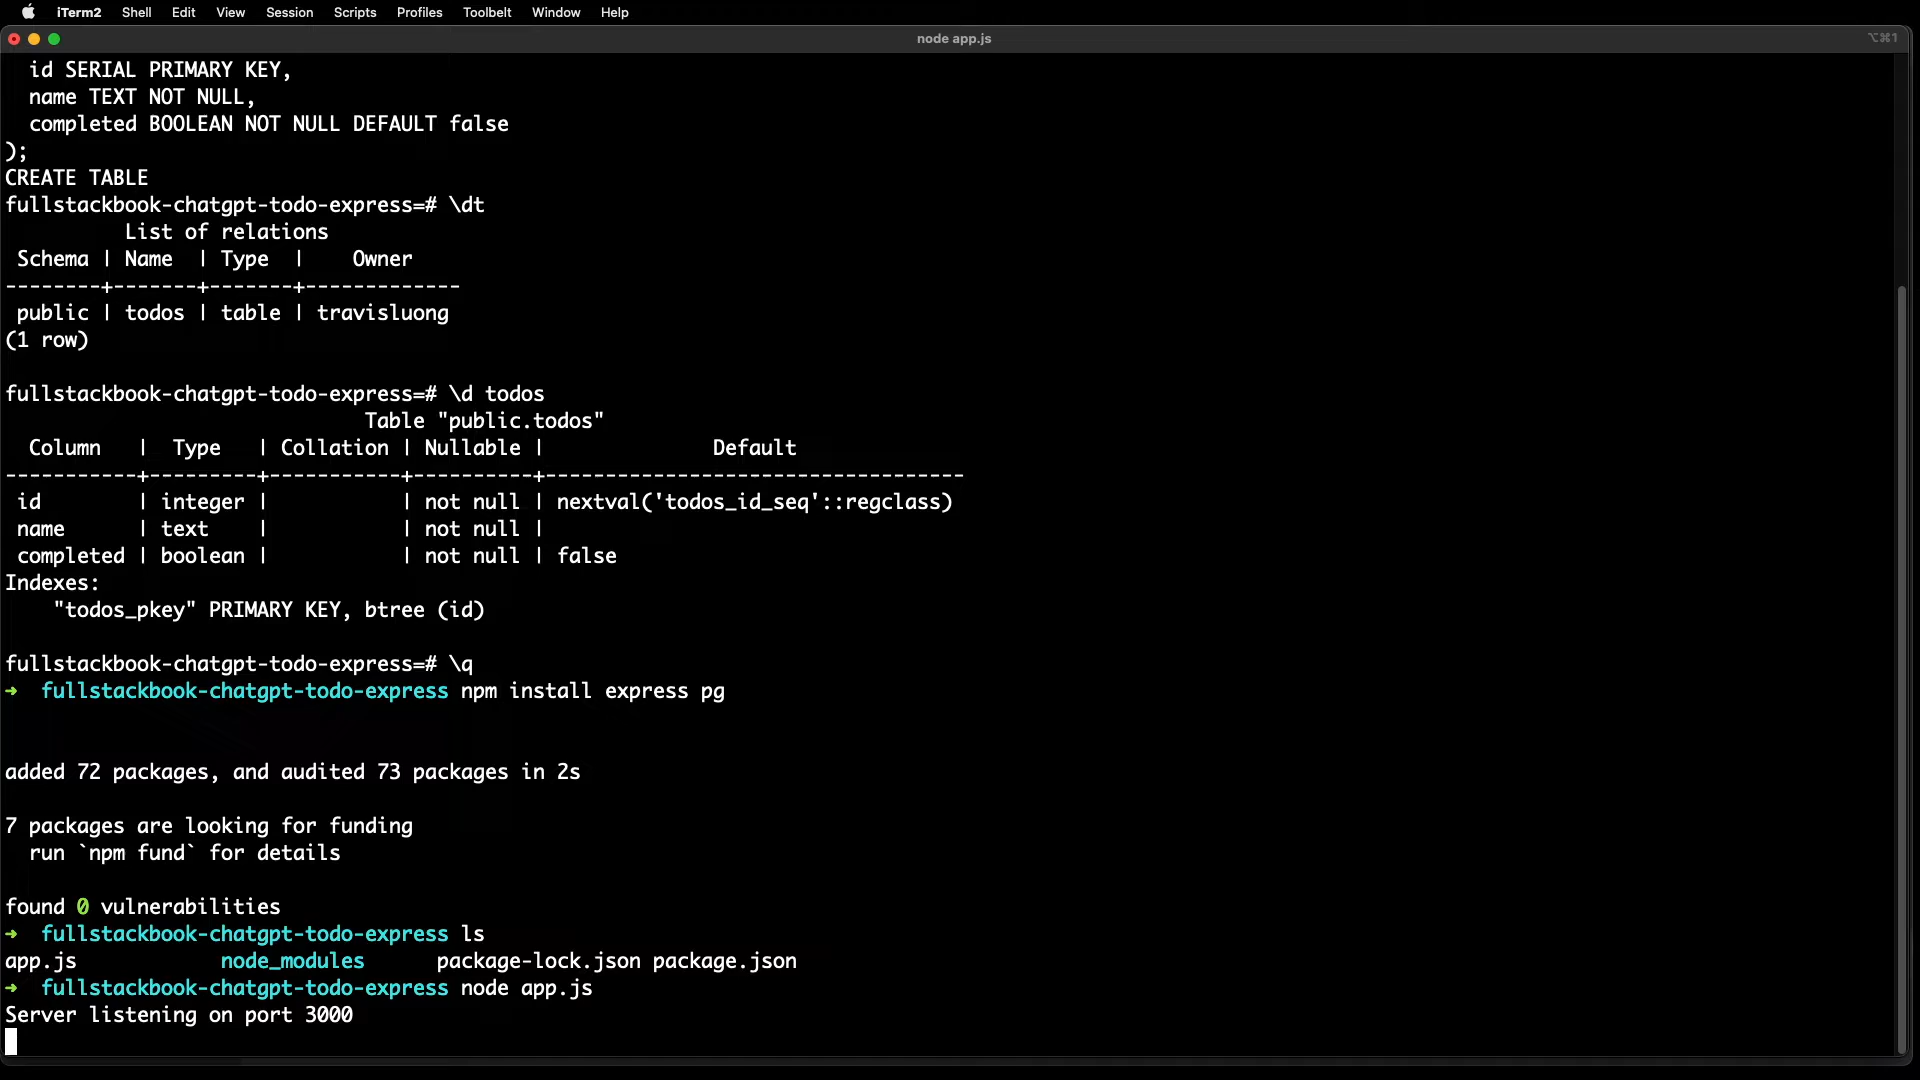 iTerm2 Shell Edit View Session Scripts Profiles Toolbelt Window Help
node app.js
⌥⌘1
  id SERIAL PRIMARY KEY,
  name TEXT NOT NULL,
  completed BOOLEAN NOT NULL DEFAULT false
);
CREATE TABLE
fullstackbook-chatgpt-todo-express=# \dt
          List of relations
 Schema | Name  | Type  |    Owner
--------+-------+-------+-------------
 public | todos | table | travisluong
(1 row)
fullstackbook-chatgpt-todo-express=# \d todos
                              Table "public.todos"
  Column   |  Type   | Collation | Nullable |              Default
-----------+---------+-----------+----------+-----------------------------------
 id        | integer |           | not null | nextval('todos_id_seq'::regclass)
 name      | text    |           | not null |
 completed | boolean |           | not null | false
Indexes:
    "todos_pkey" PRIMARY KEY, btree (id)
fullstackbook-chatgpt-todo-express=# \q
➜  fullstackbook-chatgpt-todo-express npm install express pg
added 72 packages, and audited 73 packages in 2s
7 packages are looking for funding
  run `npm fund` for details
found 0 vulnerabilities
➜  fullstackbook-chatgpt-todo-express ls
app.js            node_modules      package-lock.json package.json
➜  fullstackbook-chatgpt-todo-express node app.js
Server listening on port 3000